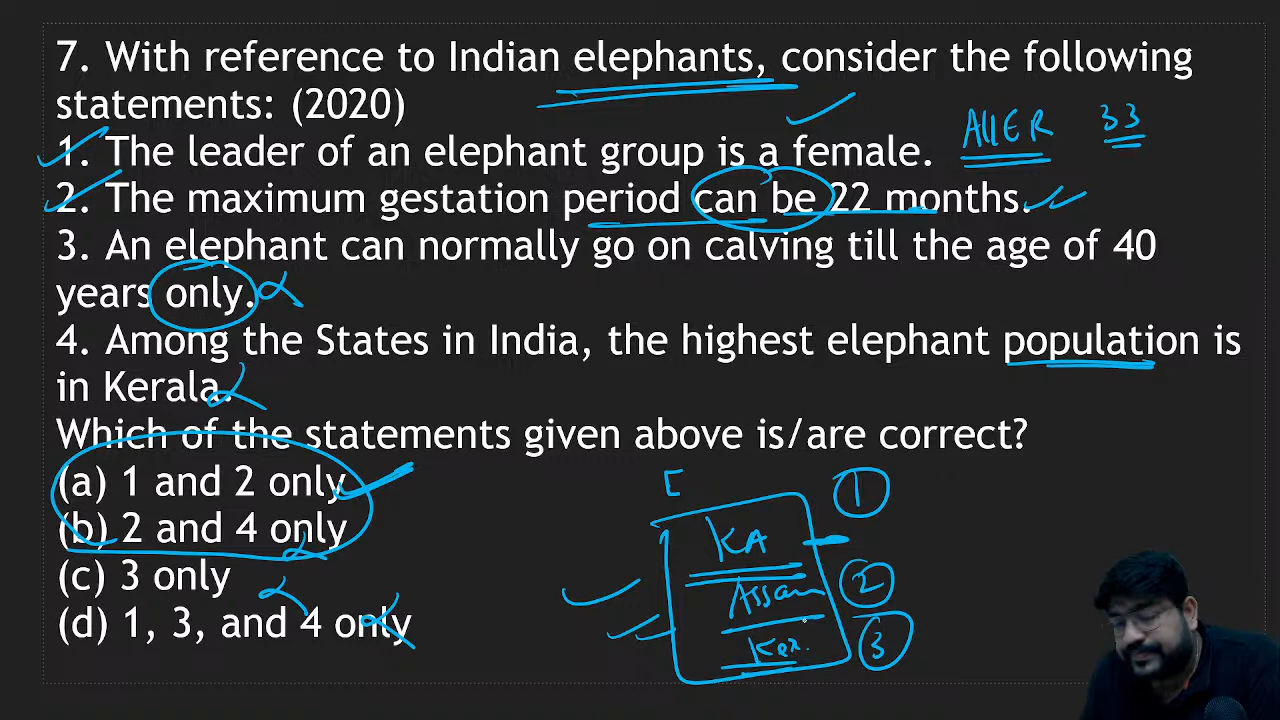 7. With reference to Indian elephants, consider the following
statements: (2020)
1. The leader of an elephant group is a female.
2. The maximum gestation period can be 22 months.
3. An elephant can normally go on calving till the age of 40
years only.
4. Among the States in India, the highest elephant population is
in Kerala.
Which of the statements given above is/are correct?
(a) 1 and 2 only
(b) 2 and 4 only
(c) 3 only
(d) 1, 3, and 4 only
33
E
KA 1
Assam 2
Ker. 3